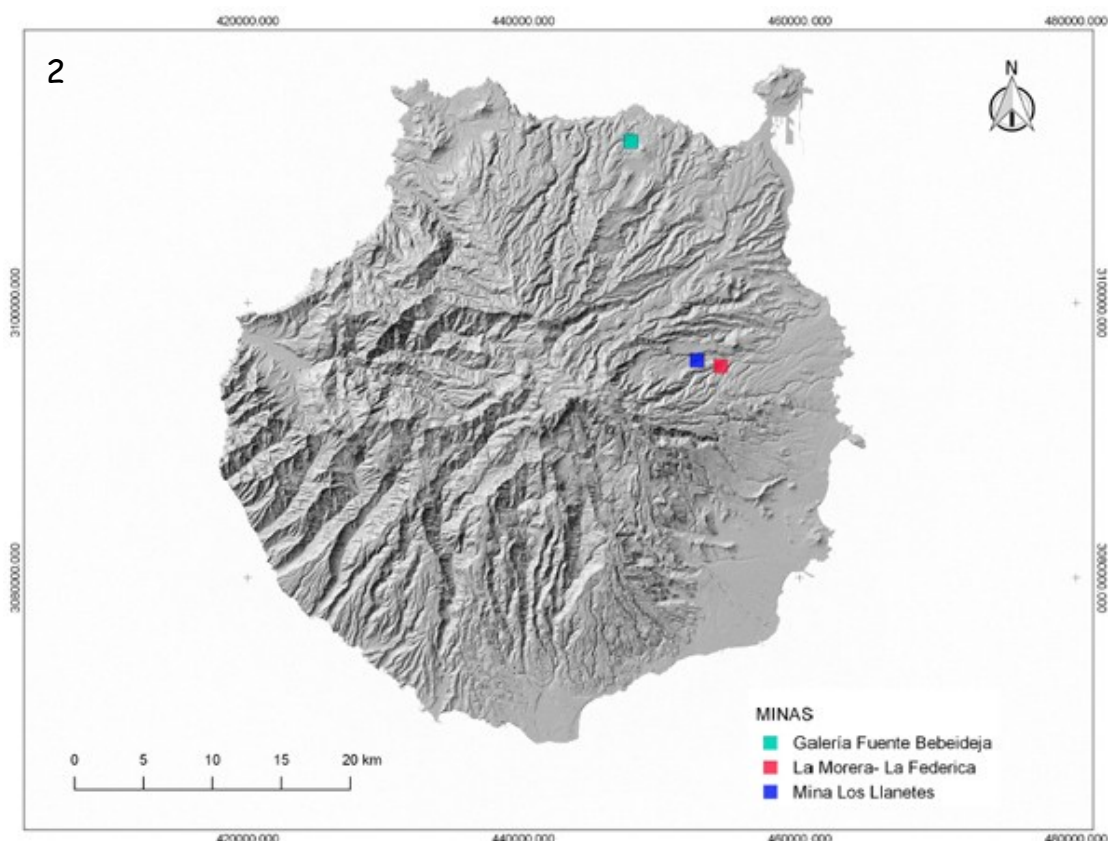 420000.000 440000.000 460000.000 480000.000
2
N
3100000.000 3100000.000
3080000.000 3080000.000
MINAS
Galería Fuente Bebeideja
La Morera- La Federica
Mina Los Llanetes
0 5 10 15 20 km
420000.000 440000.000 460000.000 480000.000